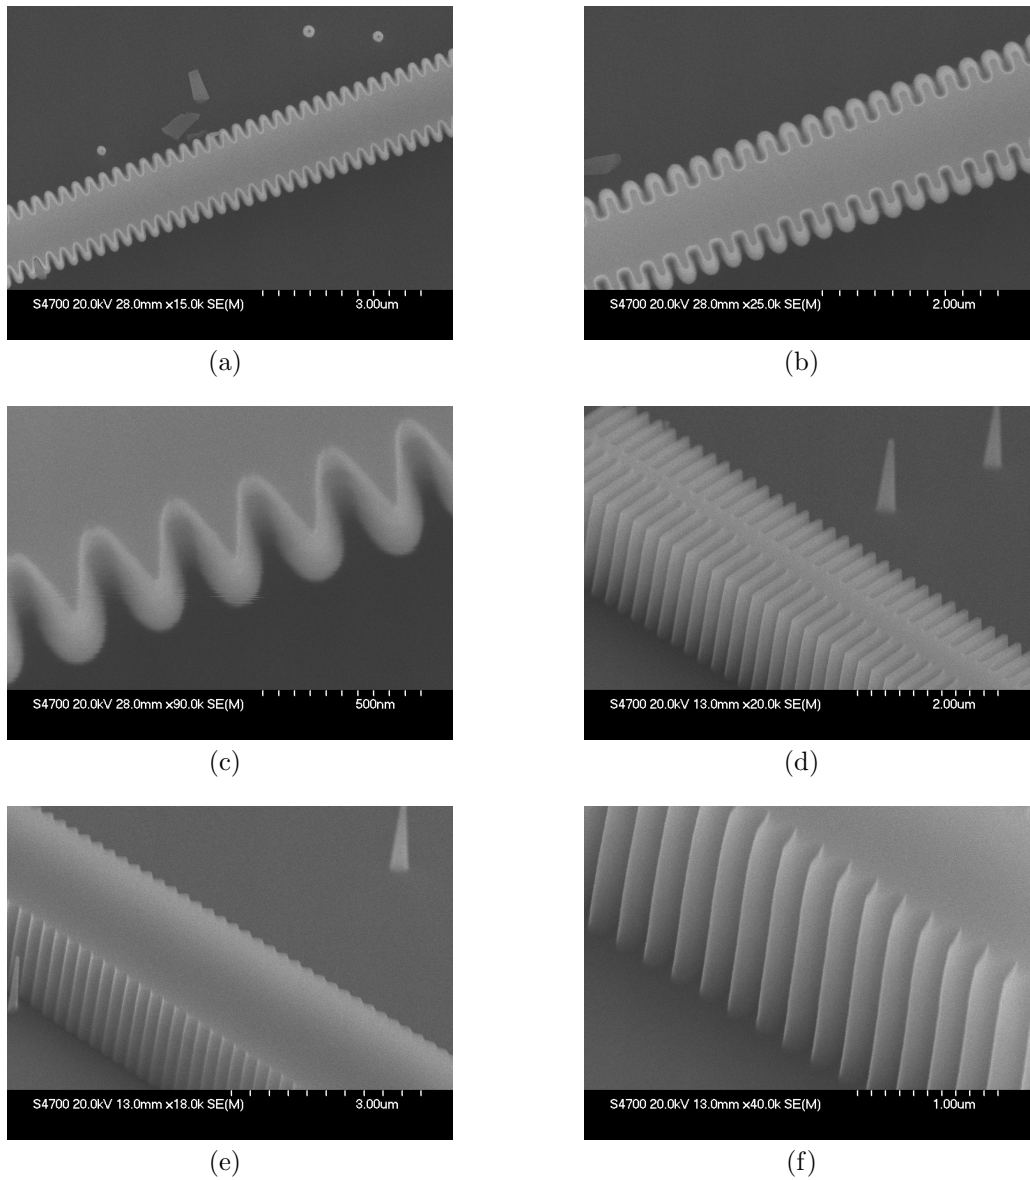 S4700 20.0kV 28.0mm x15.0k SE(M) 3.00um
(a)
S4700 20.0kV 28.0mm x25.0k SE(M) 2.00um
(b)
S4700 20.0kV 28.0mm x90.0k SE(M) 500nm
(c)
S4700 20.0kV 13.0mm x20.0k SE(M) 2.00um
(d)
S4700 20.0kV 13.0mm x18.0k SE(M) 3.00um
(e)
S4700 20.0kV 13.0mm x40.0k SE(M) 1.00um
(f)